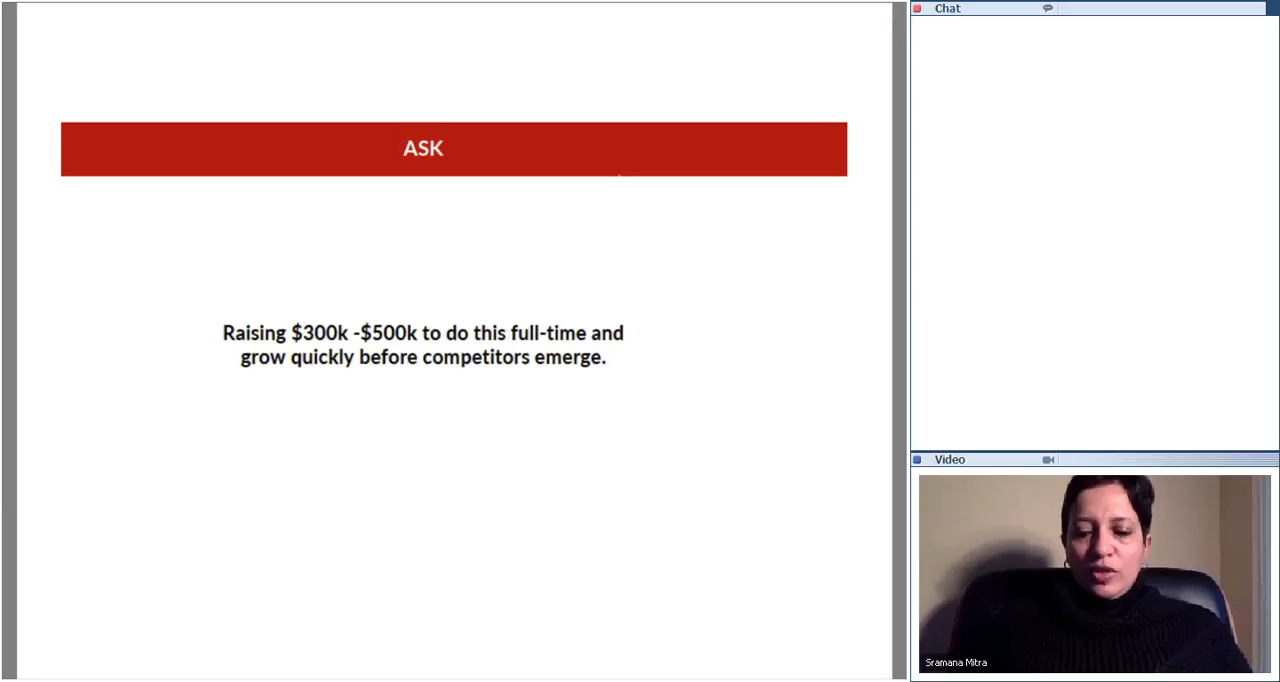 ASK
Raising $300k -$500k to do this full-time and
grow quickly before competitors emerge.
Chat
Video
Sramana Mitra